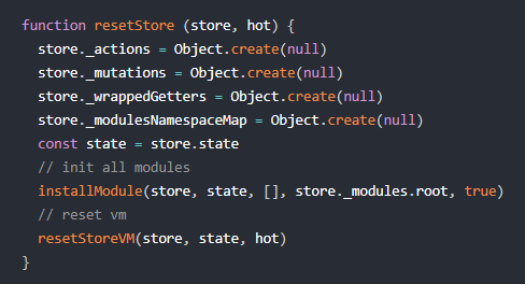 function resetStore (store, hot) {
  store._actions = Object.create(null)
  store._mutations = Object.create(null)
  store._wrappedGetters = Object.create(null)
  store._modulesNamespaceMap = Object.create(null)
  const state = store.state
  // init all modules
  installModule(store, state, [], store._modules.root, true)
  // reset vm
  resetStoreVM(store, state, hot)
}